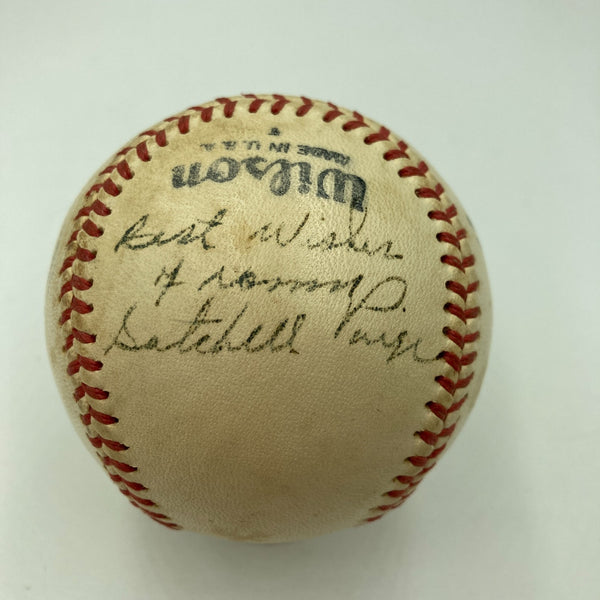 MADE IN U.S.A.
Wilson
Best Wishes
Satchell Paige